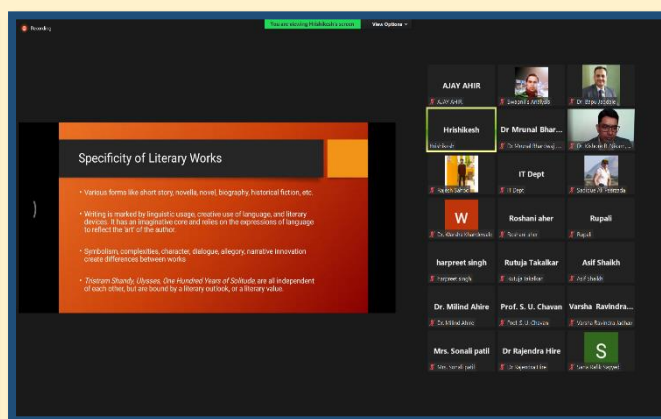 Recording
You are viewing Hrishikesh's screen
View Options
Specificity of Literary Works
• Various forms like short story, novella, novel, biography, historical fiction, etc.
• Writing is marked by linguistic usage, creative use of language, and literary
devices. It has an imaginative core and relies on the expressions of language
to reflect the 'art' of the author.
• Symbolism, complexities, character, dialogue, allegory, narrative innovation
create differences between works
• Tristram Shandy, Ulysses, One Hundred Years of Solitude, are all independent
of each other, but are bound by a literary outlook, or a literary value.
AJAY AHIR
AJAY AHIR
Hrishikesh
Dr Mrunal Bhar...
Hrishikesh
Dr Mrunal Bhardwaj
IT Dept
IT Dept
W
Roshani aher
Rupali
Roshani aher
Rupali
harpreet singh
Rutuja Takalkar
Asif Shaikh
harpreet singh
Rutuja Takalkar
Asif Shaikh
Dr. Milind Ahire
Prof. S. U. Chavan
Varsha Ravindra...
Dr. Milind Ahire
Prof. S. U. Chavan
Varsha Ravindra Jadhav
Mrs. Sonali patil
Dr Rajendra Hire
S
Mrs. Sonali patil
Dr Rajendra Hire